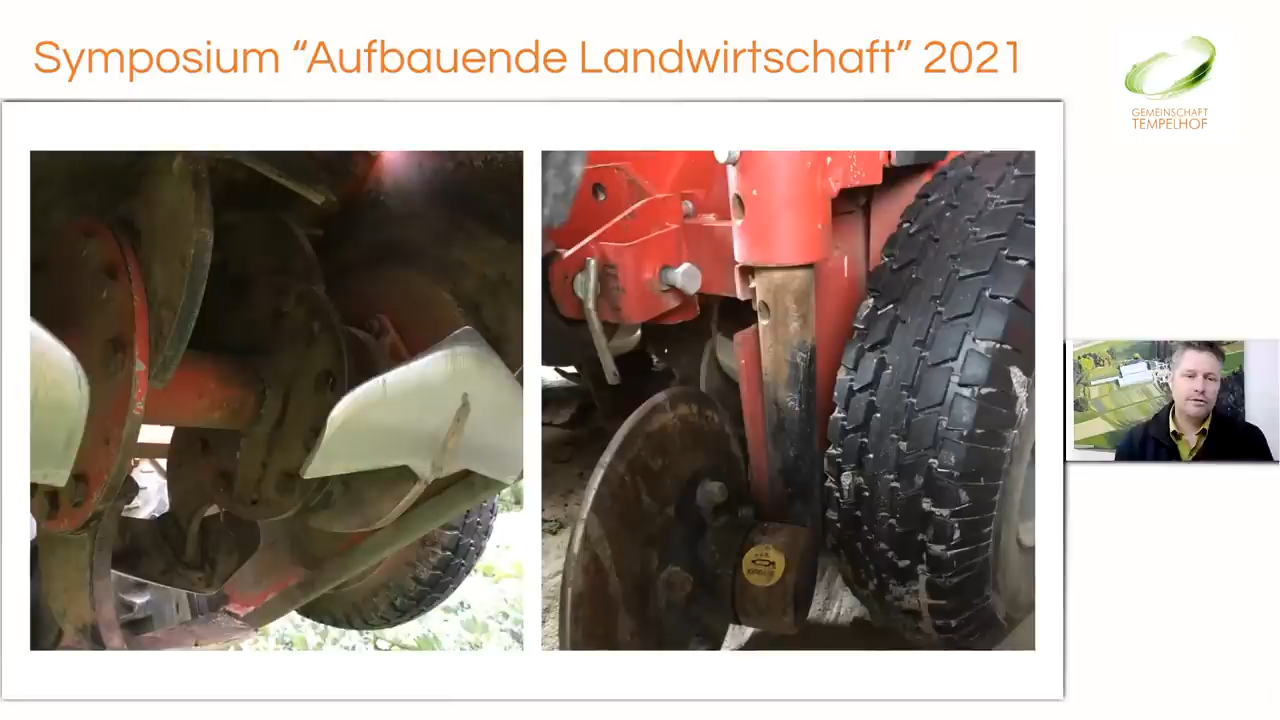 Symposium “Aufbauende Landwirtschaft” 2021
GEMEINSCHAFT
TEMPELHOF